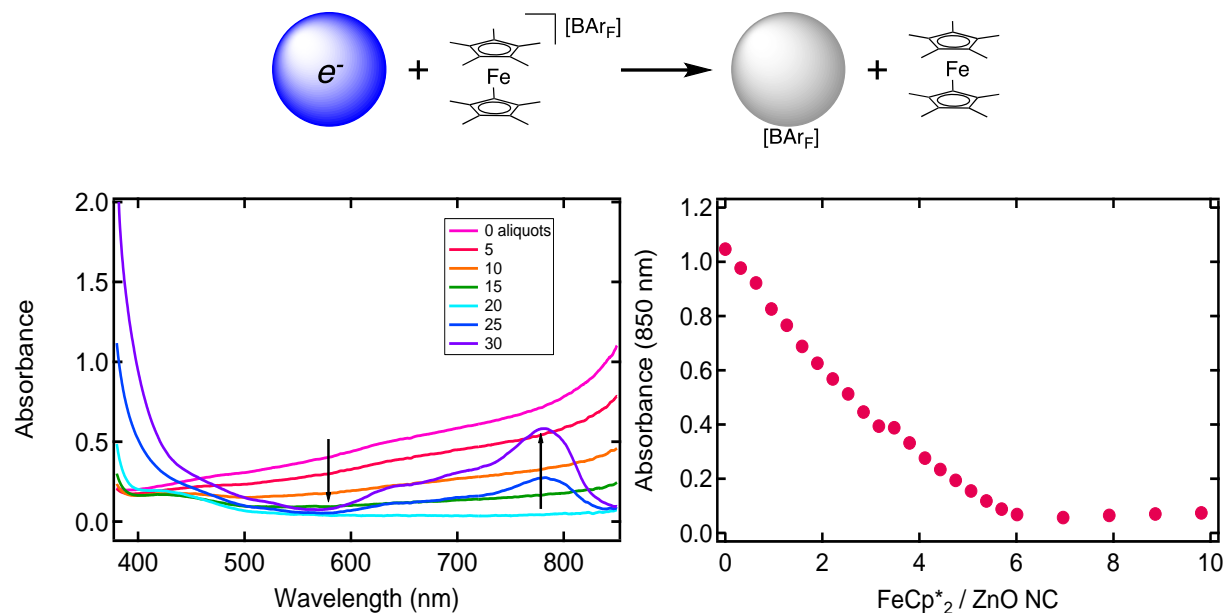 e- + Fe [BArF] + Fe
[BArF]
2.0
1.5
1.0
0.5
0.0
Absorbance
0 aliquots
5
10
15
20
25
30
400 500 600 700 800
Wavelength (nm)
1.2
1.0
0.8
0.6
0.4
0.2
0.0
Absorbance (850 nm)
0 2 4 6 8 10
FeCp*2 / ZnO NC